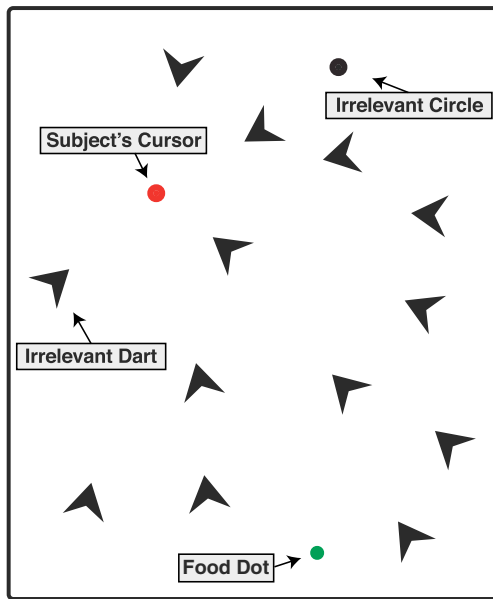 Irrelevant Circle
Subject's Cursor
Irrelevant Dart
Food Dot